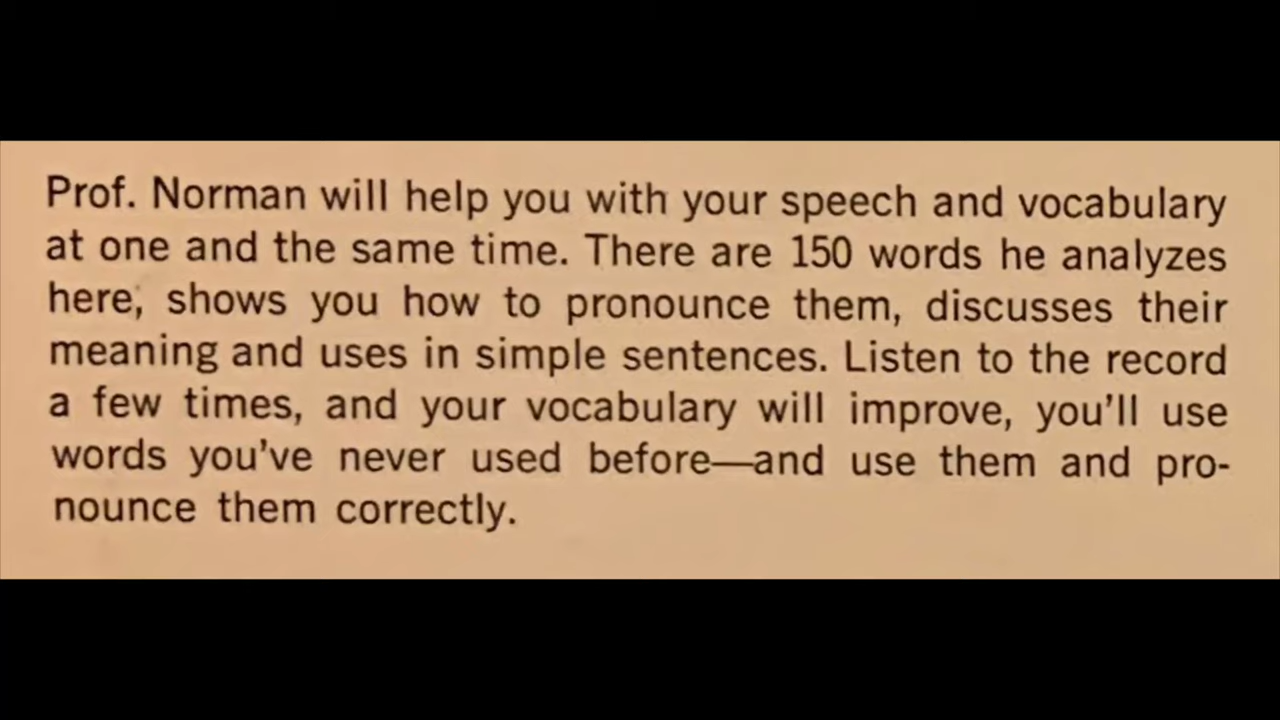 Prof. Norman will help you with your speech and vocabulary
at one and the same time. There are 150 words he analyzes
here, shows you how to pronounce them, discusses their
meaning and uses in simple sentences. Listen to the record
a few times, and your vocabulary will improve, you'll use
words you've never used before—and use them and pro-
nounce them correctly.